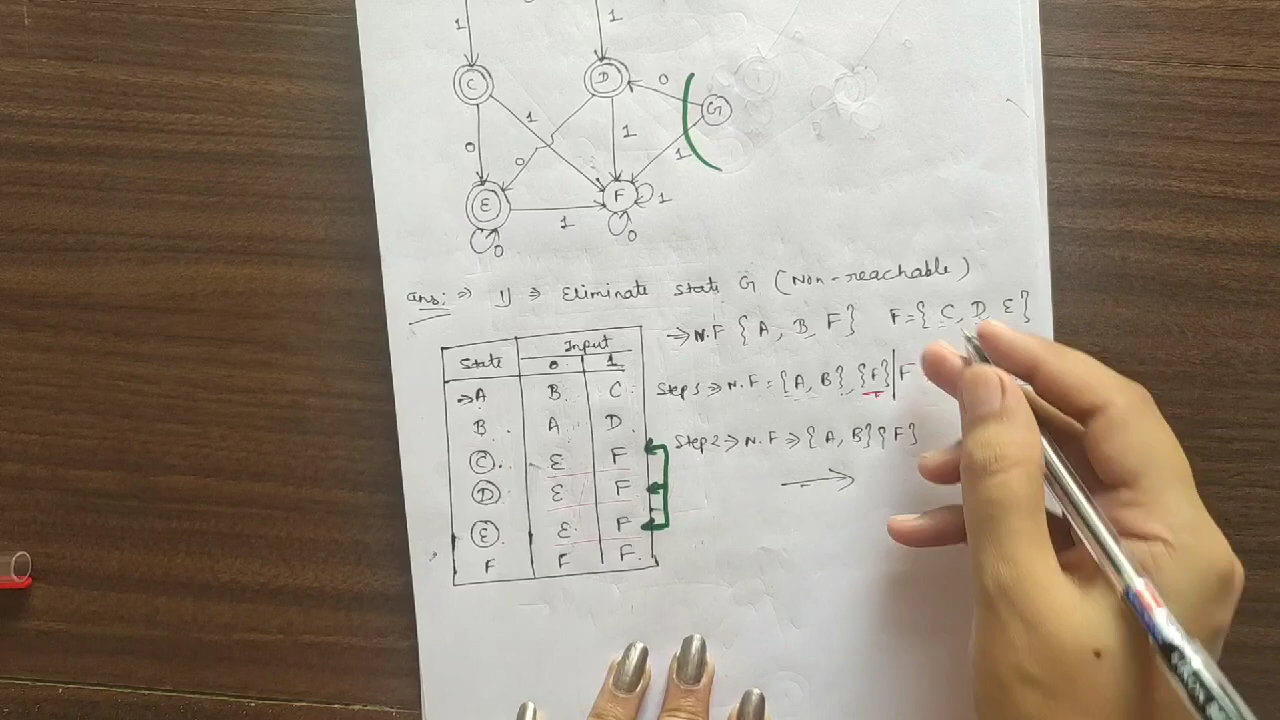 1 1
C D 0 G
0 1 0 1 1
E 1 F 1
0 0
ans: ⇒ 1) ⇒ Eliminate state G (Non-reachable)
→ N.F {A, B, F} F={C, D, E}
State Input
0 1
→A B C
B A D
C E F
D E F
E E F
F F F
Step 1 → N.F = {A, B}, {F} | F
Step 2 → N.F ⇒ {A, B} {F}